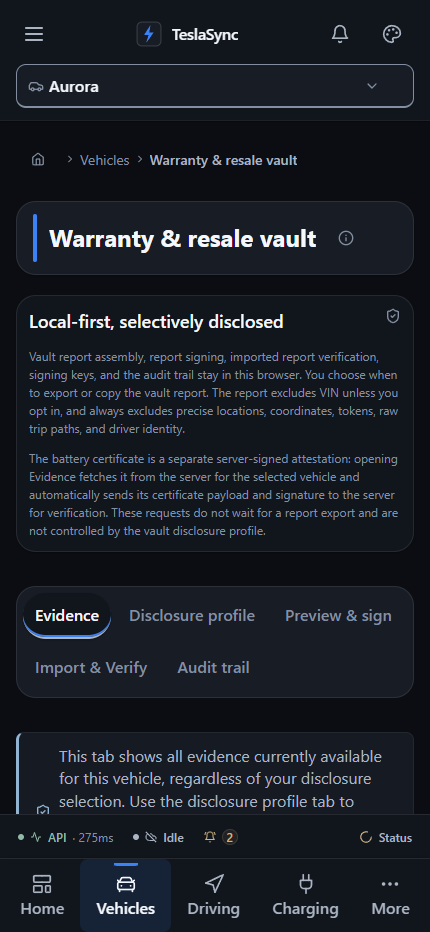 TeslaSync
Aurora
Vehicles
Warranty & resale vault
Warranty & resale vault
Local-first, selectively disclosed
Vault report assembly, report signing, imported report verification,
signing keys, and the audit trail stay in this browser. You choose when
to export or copy the vault report. The report excludes VIN unless you
opt in, and always excludes precise locations, coordinates, tokens, raw
trip paths, and driver identity.
The battery certificate is a separate server-signed attestation: opening
Evidence fetches it from the server for the selected vehicle and
automatically sends its certificate payload and signature to the server
for verification. These requests do not wait for a report export and are
not controlled by the vault disclosure profile.
Evidence
Disclosure profile
Preview & sign
Import & Verify
Audit trail
This tab shows all evidence currently available
for this vehicle, regardless of your disclosure
selection. Use the disclosure profile tab to
API · 275ms
Idle
2
Status
Home
Vehicles
Driving
Charging
More